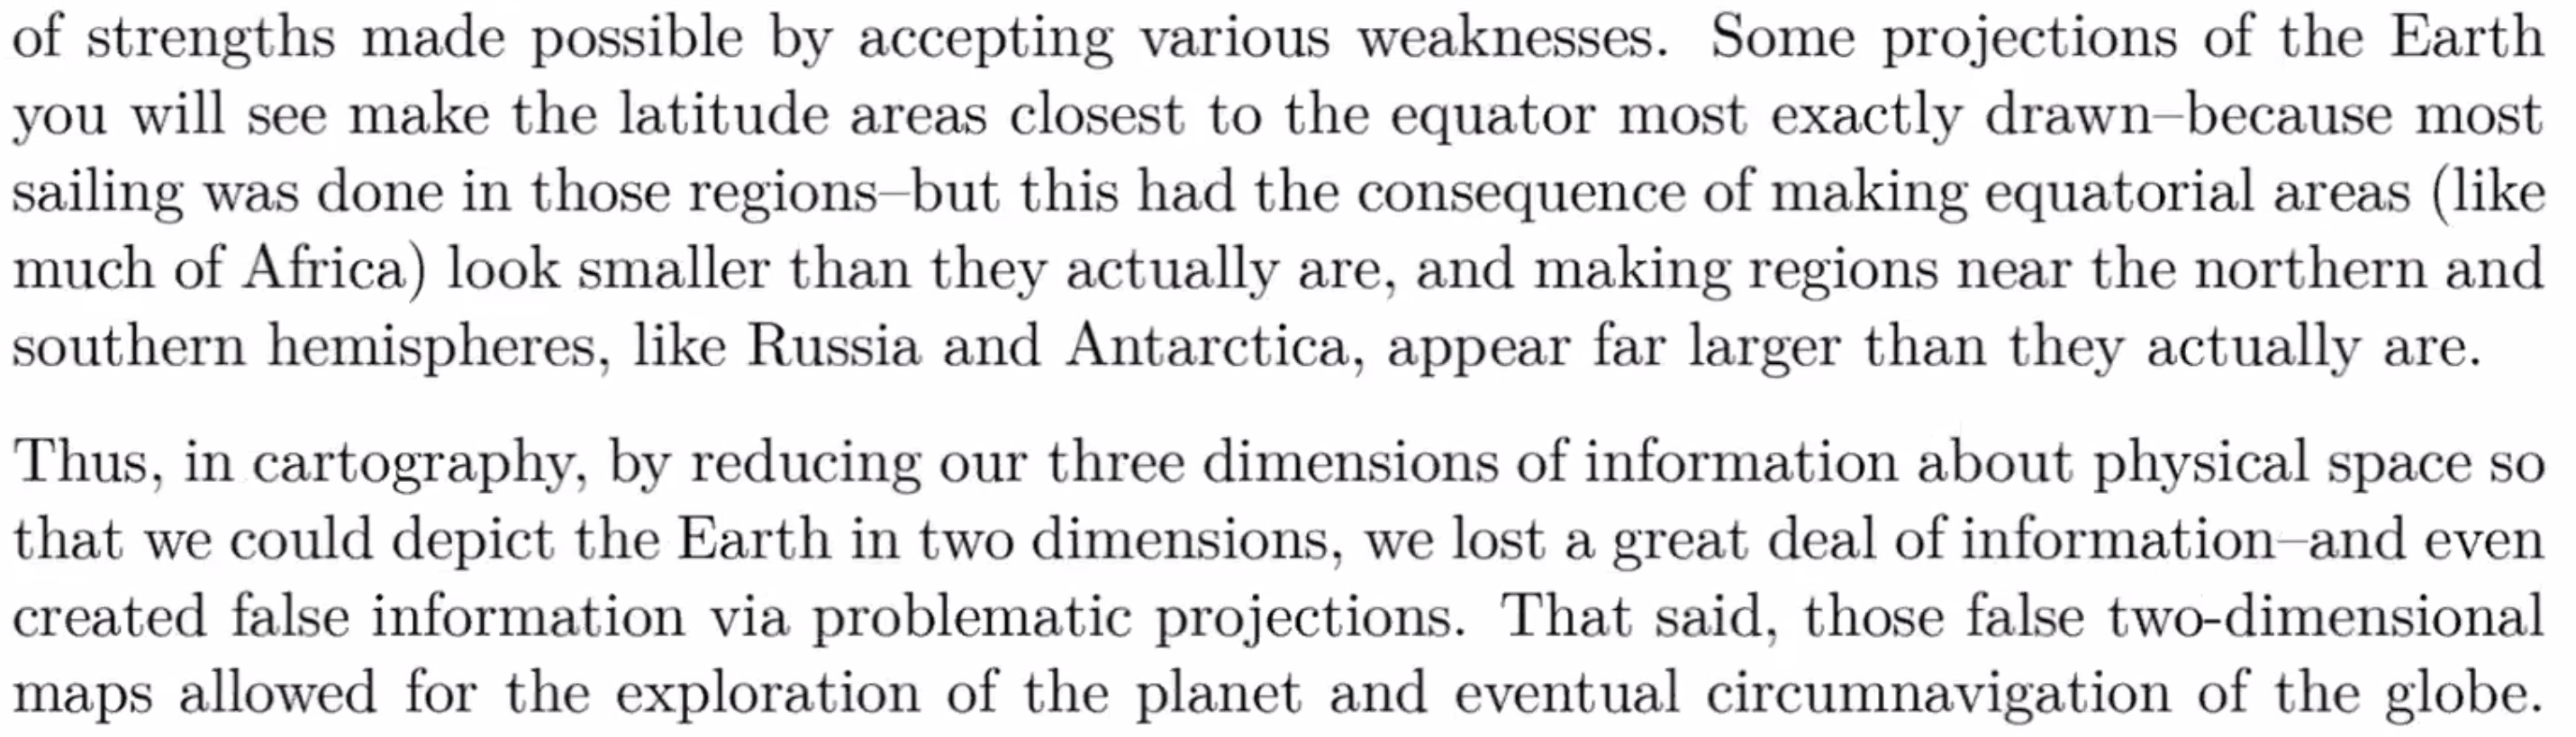 of strengths made possible by accepting various weaknesses. Some projections of the Earth
you will see make the latitude areas closest to the equator most exactly drawn–because most
sailing was done in those regions–but this had the consequence of making equatorial areas (like
much of Africa) look smaller than they actually are, and making regions near the northern and
southern hemispheres, like Russia and Antarctica, appear far larger than they actually are.
Thus, in cartography, by reducing our three dimensions of information about physical space so
that we could depict the Earth in two dimensions, we lost a great deal of information–and even
created false information via problematic projections. That said, those false two-dimensional
maps allowed for the exploration of the planet and eventual circumnavigation of the globe.